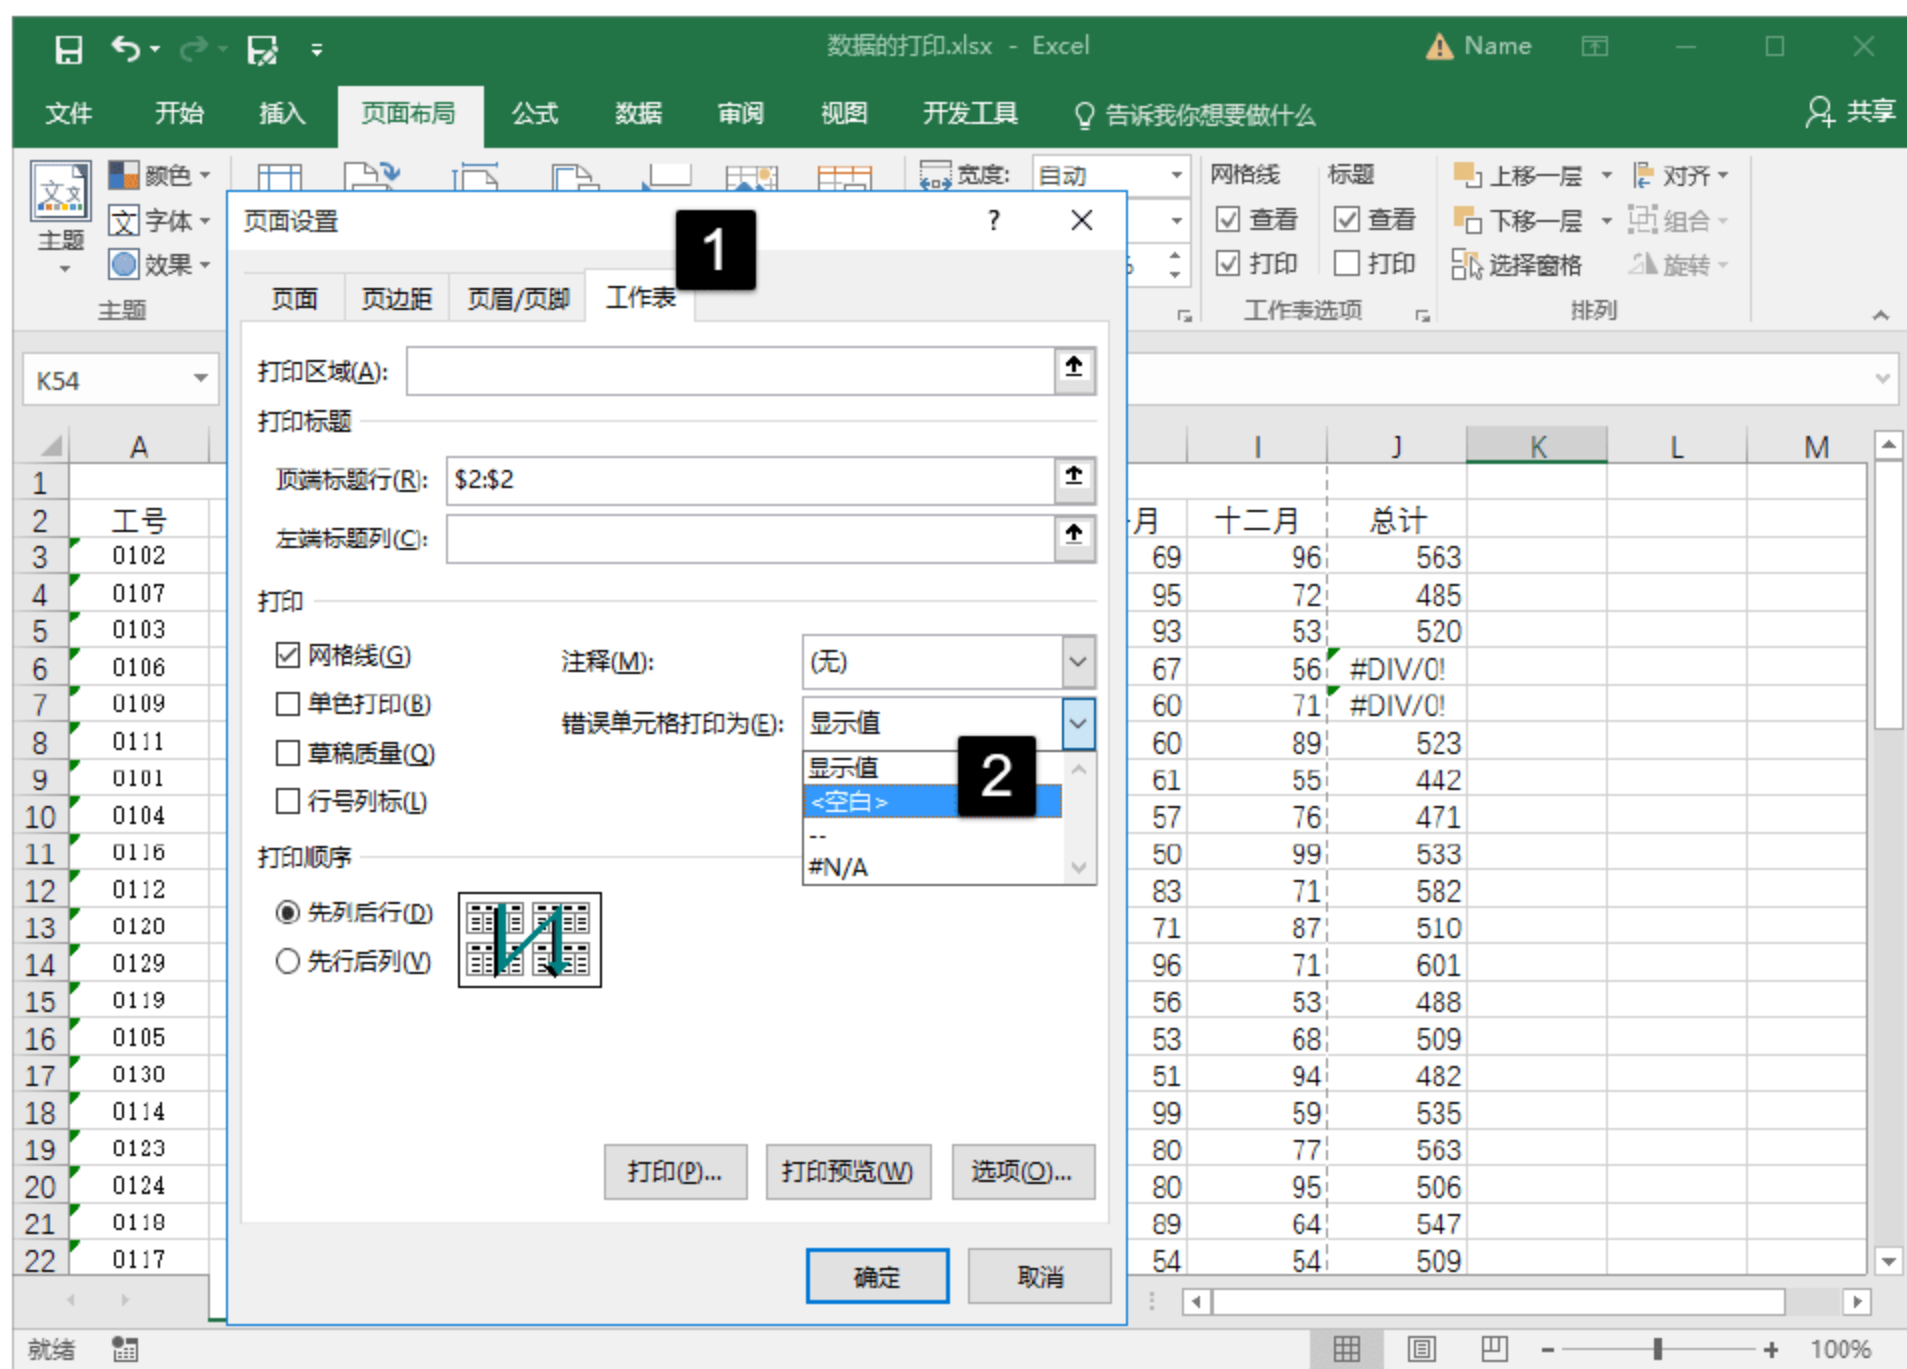 数据的打印.xlsx - Excel
Name
文件 开始 插入 页面布局 公式 数据 审阅 视图 开发工具 告诉我你想要做什么 共享
主题
颜色
字体
效果
主题
宽度: 自动
网格线 标题
查看 查看
打印 打印
工作表选项
上移一层 对齐
下移一层 组合
选择窗格 旋转
排列
K54
页面设置 ?
1
页面 页边距 页眉/页脚 工作表
打印区域(A):
打印标题
顶端标题行(R): $2:$2
左端标题列(C):
打印
网格线(G) 注释(M): (无)
单色打印(B) 错误单元格打印为(E): 显示值
草稿质量(Q) 显示值
行号列标(L) <空白>
2
--
#N/A
打印顺序
先列后行(D)
先行后列(V)
打印(P)... 打印预览(W) 选项(O)...
确定 取消
A I J K L M
1
2 工号 月 十二月 总计
3 0102 69 96 563
4 0107 95 72 485
5 0103 93 53 520
6 0106 67 56 #DIV/0!
7 0109 60 71 #DIV/0!
8 0111 60 89 523
9 0101 61 55 442
10 0104 57 76 471
11 0116 50 99 533
12 0112 83 71 582
13 0120 71 87 510
14 0129 96 71 601
15 0119 56 53 488
16 0105 53 68 509
17 0130 51 94 482
18 0114 99 59 535
19 0123 80 77 563
20 0124 80 95 506
21 0118 89 64 547
22 0117 54 54 509
就绪 100%